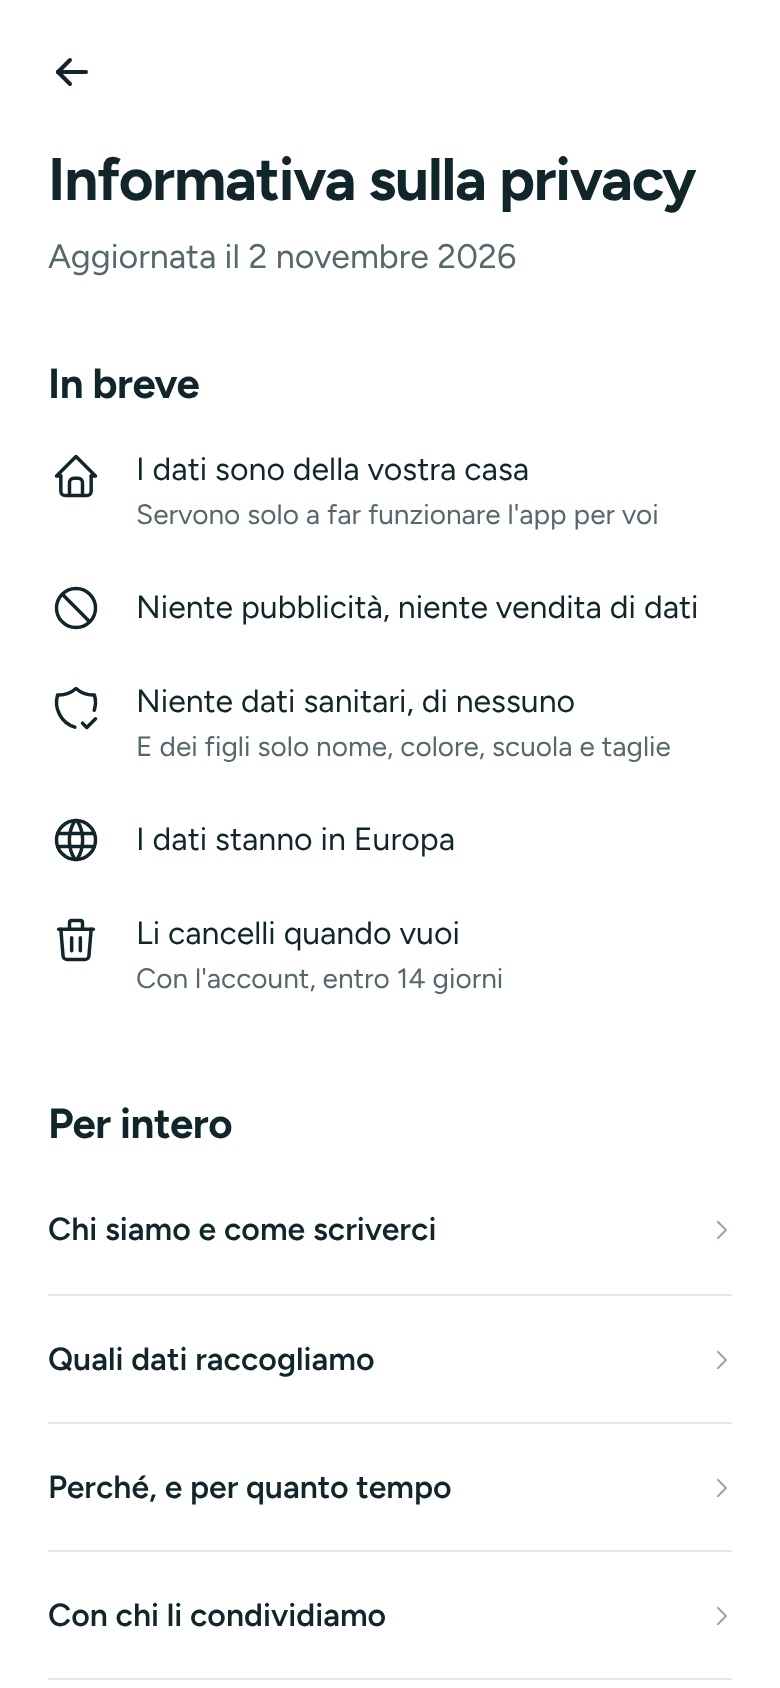 Informativa sulla privacy
Aggiornata il 2 novembre 2026
In breve
I dati sono della vostra casa
Servono solo a far funzionare l'app per voi
Niente pubblicità, niente vendita di dati
Niente dati sanitari, di nessuno
E dei figli solo nome, colore, scuola e taglie
I dati stanno in Europa
Li cancelli quando vuoi
Con l'account, entro 14 giorni
Per intero
Chi siamo e come scriverci
Quali dati raccogliamo
Perché, e per quanto tempo
Con chi li condividiamo